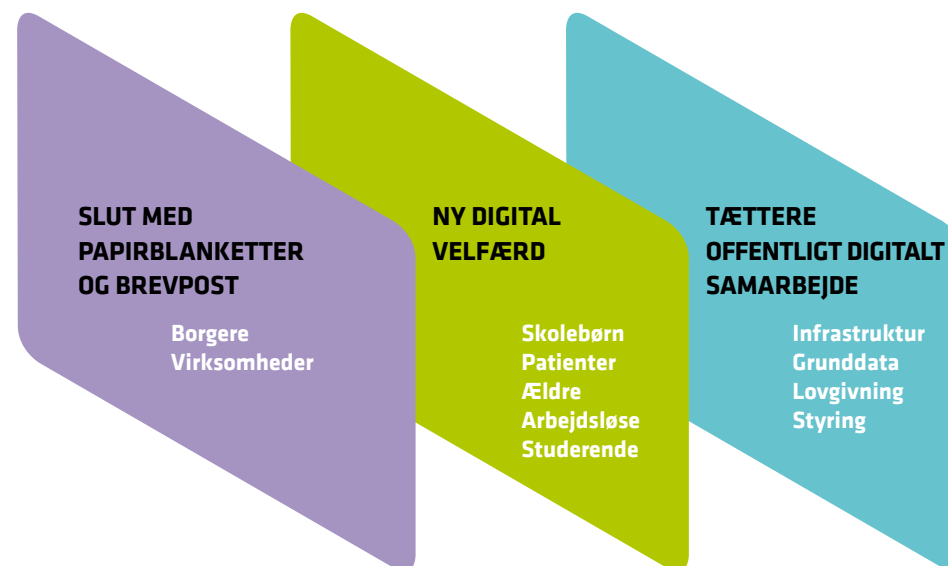 SLUT MED
PAPIRBLANKETTER
OG BREVPOST
Borgere
Virksomheder
NY DIGITAL
VELFÆRD
Skolebørn
Patienter
Ældre
Arbejdsløse
Studerende
TÆTTERE
OFFENTLIGT DIGITALT
SAMARBEJDE
Infrastruktur
Grunddata
Lovgivning
Styring